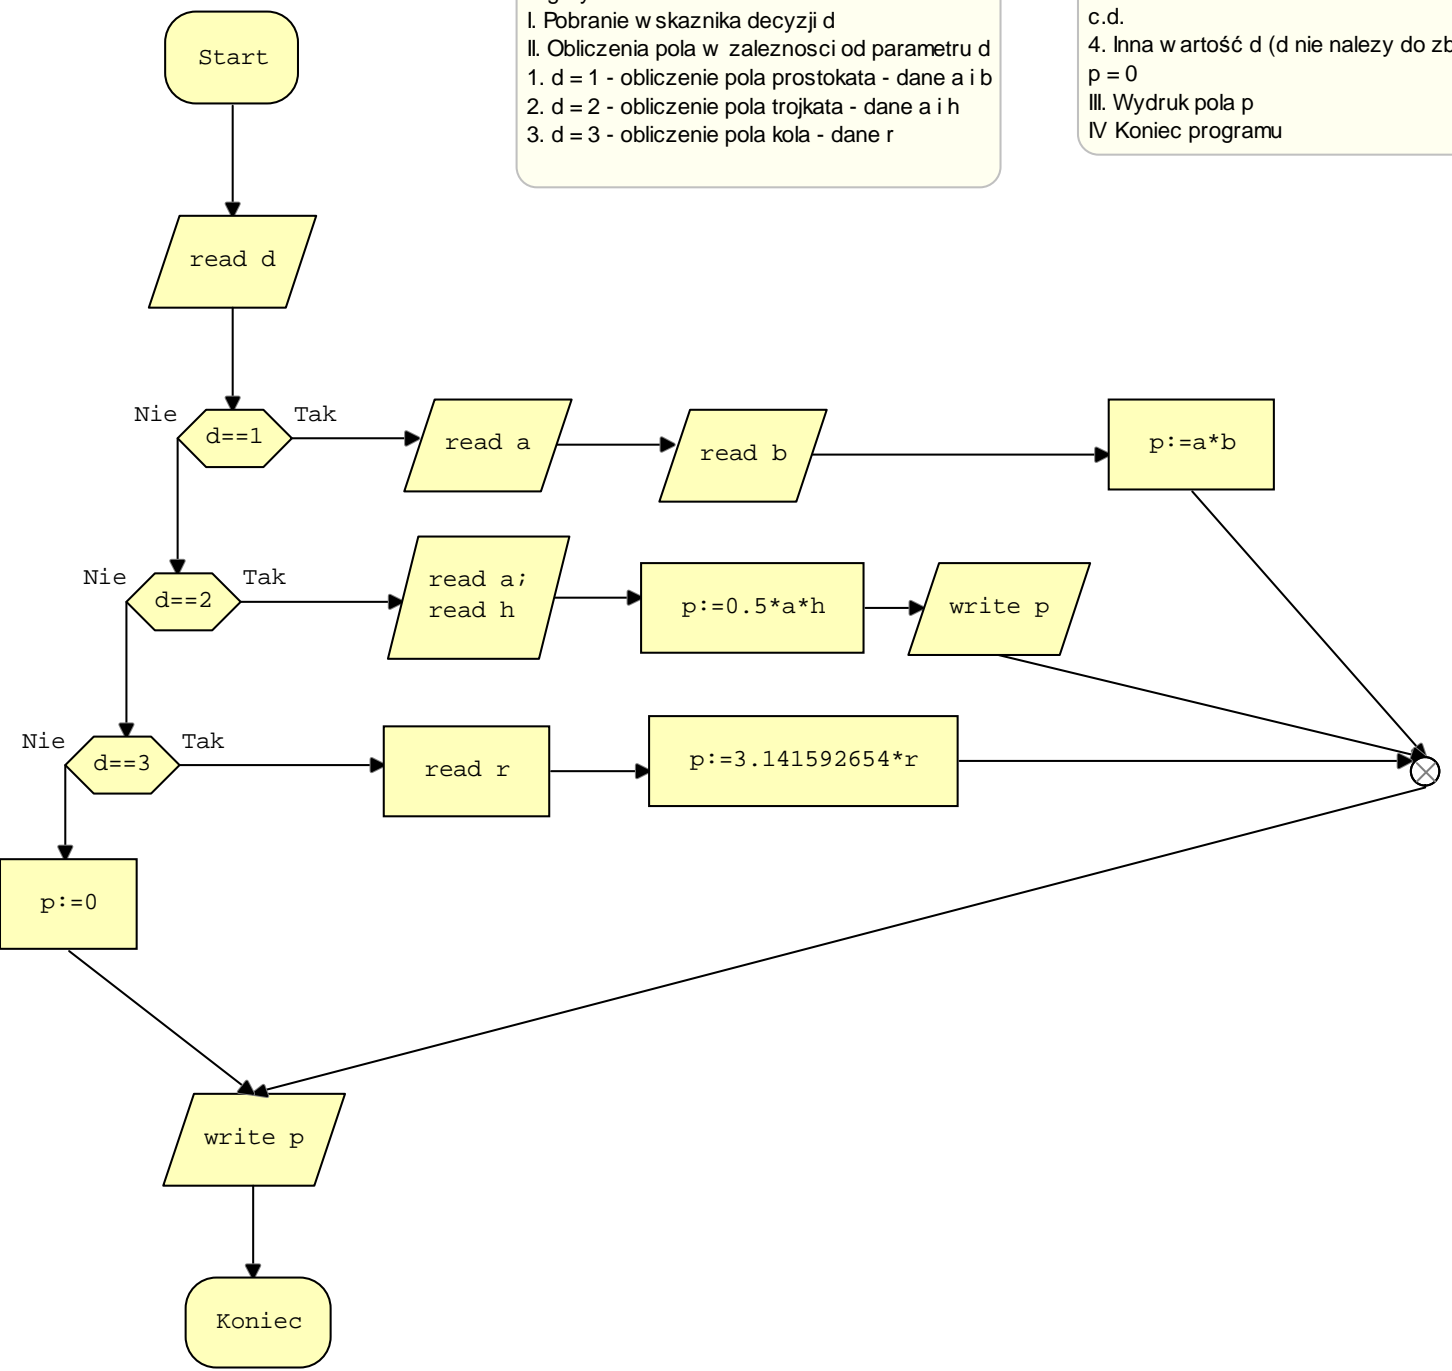 I. Pobranie wskaznika decyzji d
II. Obliczenia pola w zaleznosci od parametru d
1. d = 1 - obliczenie pola prostokata - dane a i b
2. d = 2 - obliczenie pola trojkata - dane a i h
3. d = 3 - obliczenie pola kola - dane r
c.d.
4. Inna wartość d (d nie nalezy do
p = 0
III. Wydruk pola p
IV Koniec programu
Start
read d
Nie
d==1
Tak
read a
read b
p:=a*b
Nie
d==2
Tak
read a;
read h
p:=0.5*a*h
write p
Nie
d==3
Tak
read r
p:=3.141592654*r
p:=0
write p
Koniec